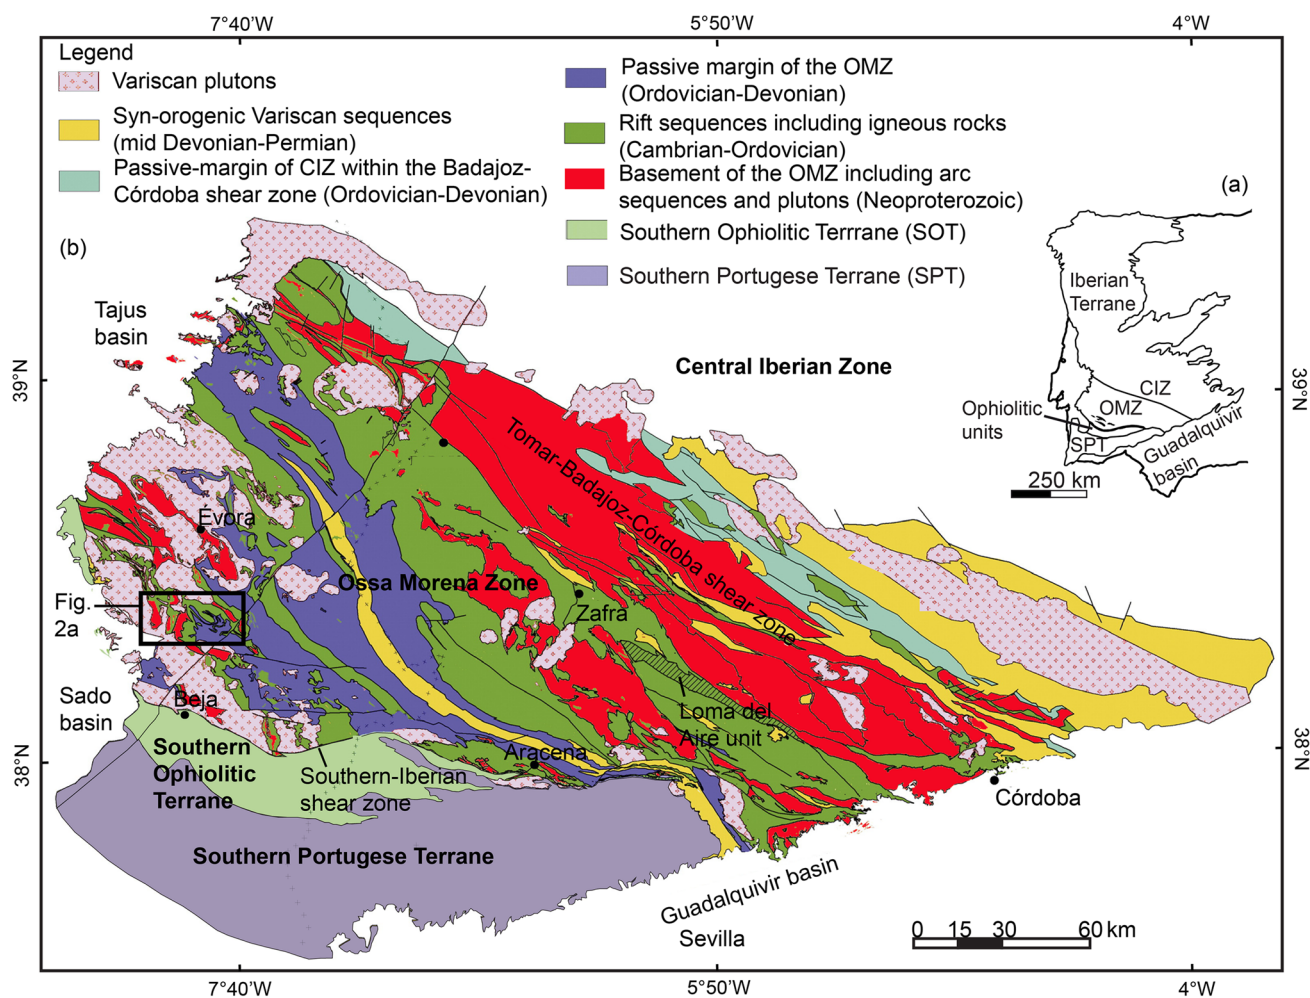 7°40'W
5°50'W
4°W
Legend
Variscan plutons
Syn-orogenic Variscan sequences
(mid Devonian-Permian)
Passive-margin of CIZ within the Badajoz-
Córdoba shear zone (Ordovician-Devonian)
Passive margin of the OMZ
(Ordovician-Devonian)
Rift sequences including igneous rocks
(Cambrian-Ordovician)
Basement of the OMZ including arc
sequences and plutons (Neoproterozoic)
Southern Ophiolitic Terrrane (SOT)
Southern Portugese Terrane (SPT)
(a)
Iberian
Terrane
CIZ
OMZ
Ophiolitic
units
SPT
Guadalquivir
basin
250 km
(b)
Tajus
basin
39°N
39°N
Central Iberian Zone
Tomar-Badajoz-Córdoba shear zone
Évora
Ossa Morena Zone
Zafra
Fig.
2a
Sado
basin
Beja
Loma del
Aire unit
Southern
Ophiolitic
Terrane
Aracena
Southern-Iberian
shear zone
38°N
38°N
Córdoba
Southern Portugese Terrane
Guadalquivir basin
Sevilla
0 15 30 60 km
7°40'W
5°50'W
4°W